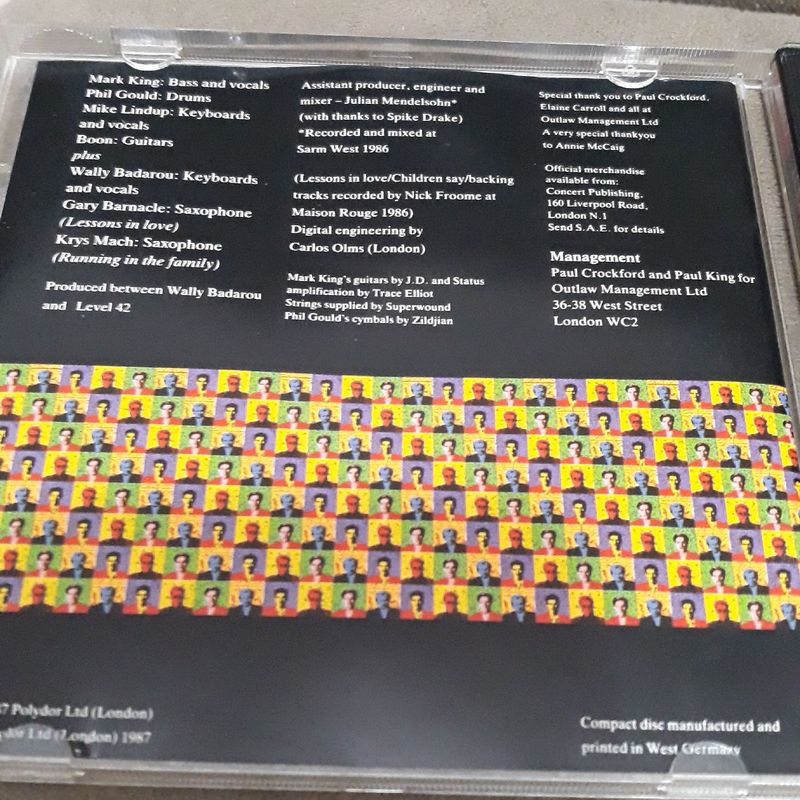 Mark King: Bass and vocals
Phil Gould: Drums
Mike Lindup: Keyboards
and vocals
Boon: Guitars
plus
Wally Badarou: Keyboards
and vocals
Gary Barnacle: Saxophone
(Lessons in love)
Krys Mach: Saxophone
(Running in the family)
Produced between Wally Badarou
and Level 42
Assistant producer, engineer and
mixer – Julian Mendelsohn*
(with thanks to Spike Drake)
*Recorded and mixed at
Sarm West 1986
(Lessons in love/Children say/backing
tracks recorded by Nick Froome at
Maison Rouge 1986)
Digital engineering by
Carlos Olms (London)
Mark King's guitars by J.D. and Status
amplification by Trace Elliot
Strings supplied by Superwound
Phil Gould's cymbals by Zildjian
Special thank you to Paul Crockford,
Elaine Carroll and all at
Outlaw Management Ltd
A very special thankyou
to Annie McCaig
Official merchandise
available from:
Concert Publishing,
160 Liverpool Road,
London N.1
Send S.A.E. for details
Management
Paul Crockford and Paul King for
Outlaw Management Ltd
36-38 West Street
London WC2
Polydor Ltd (London)
Ltd (London) 1987
Compact disc manufactured and
printed in West Germany